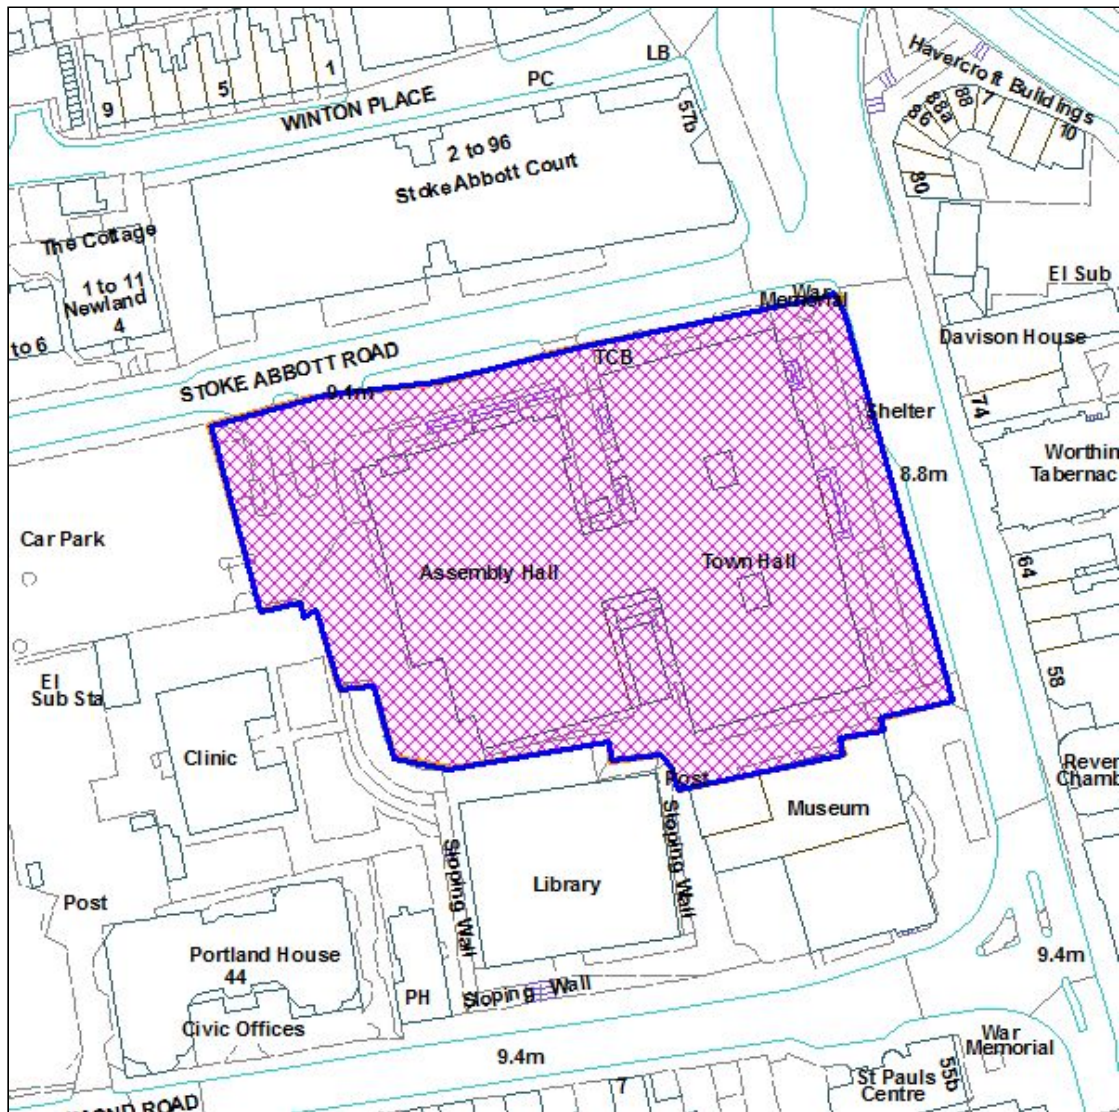 LB
PC
Havercroft Buildings
9
5
1
WINTON PLACE
57b
86
88a
88
7
10
2 to 96
Stoke Abbott Court
80
The Cottage
1 to 11
Newland
4
El Sub
War
Memorial
to 6
STOKE ABBOTT ROAD
9.4m
TCB
Davison House
74
Shelter
8.8m
Worthin
Tabernac
Car Park
Assembly Hall
Town Hall
64
El
Sub Sta
58
Clinic
Post
Museum
Rever
Chamb
Sloping Wall
Sloping Wall
Library
Post
Portland House
44
9.4m
PH
Sloping Wall
Civic Offices
9.4m
War
Memorial
7
St Pauls
Centre
55b
OND ROAD